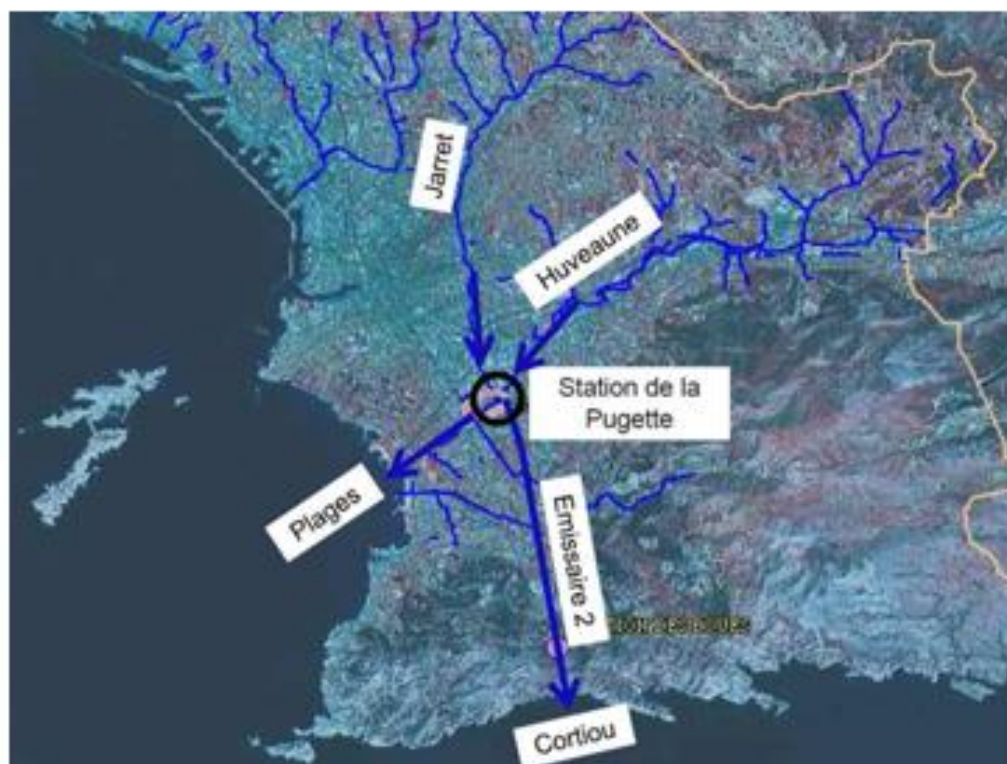 Jarret
Huveaune
Station de la
Pugette
Plages
Emissaire 2
Cortiou